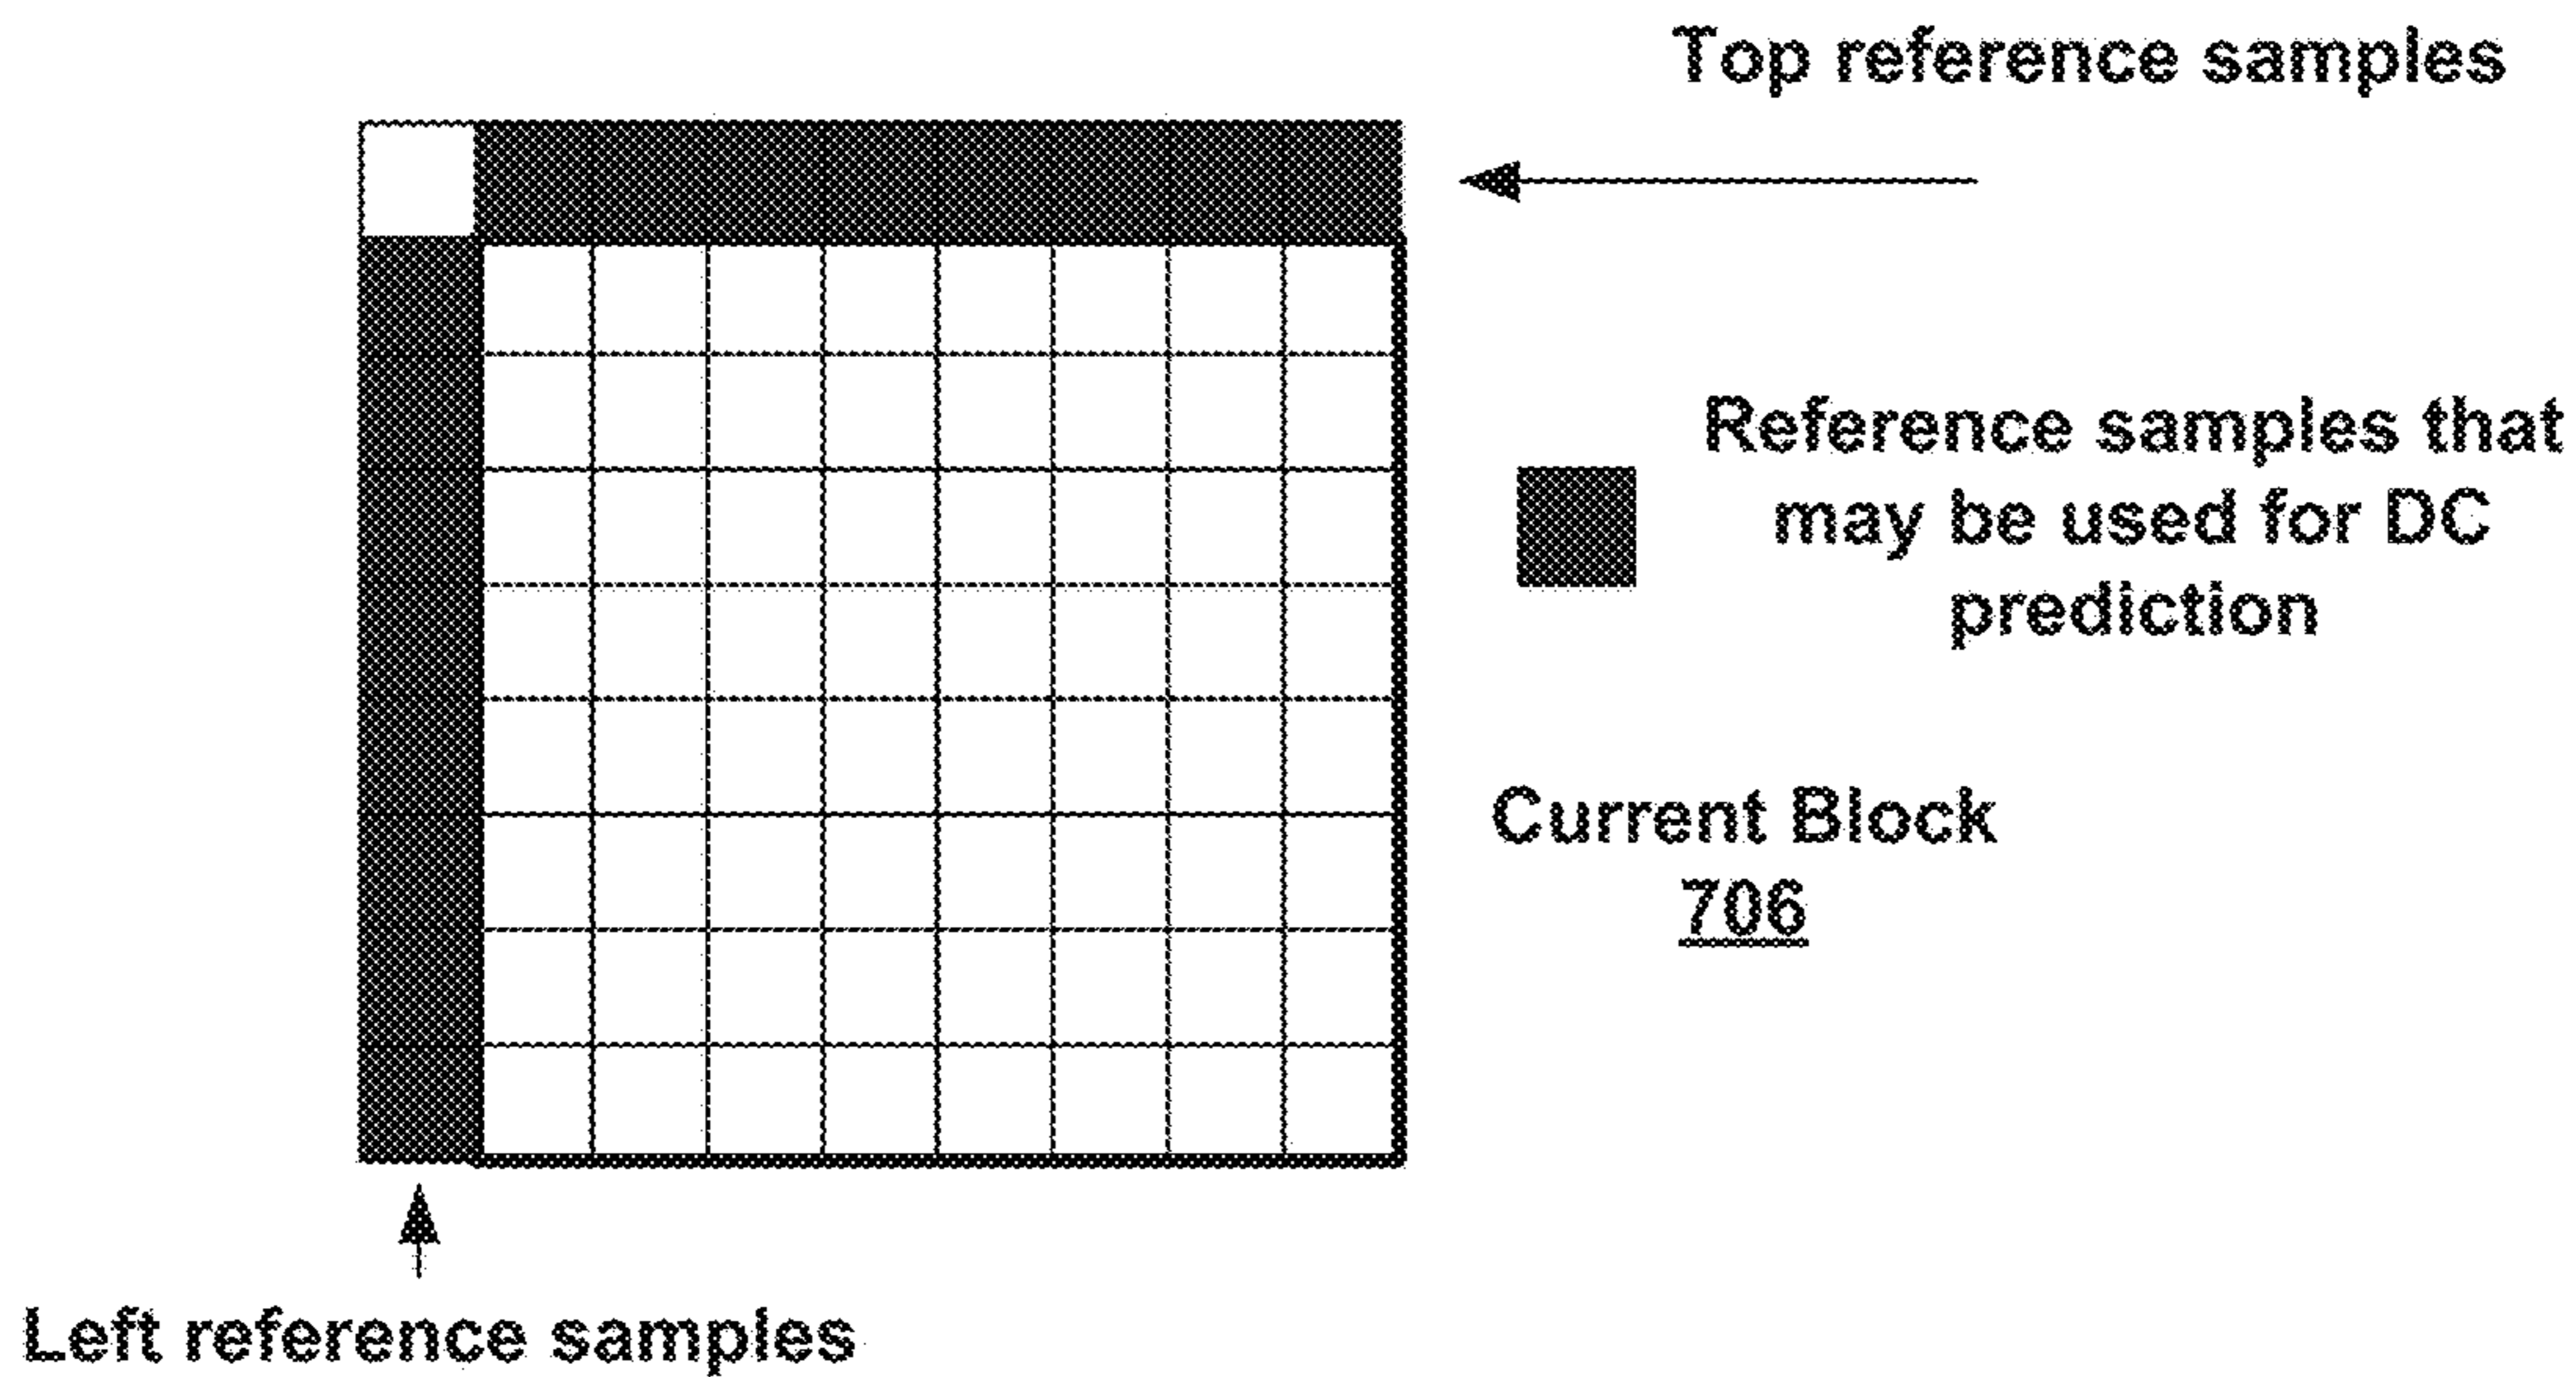 Top reference samples
Reference samples that
may be used for DC
prediction
Current Block
706
Left reference samples